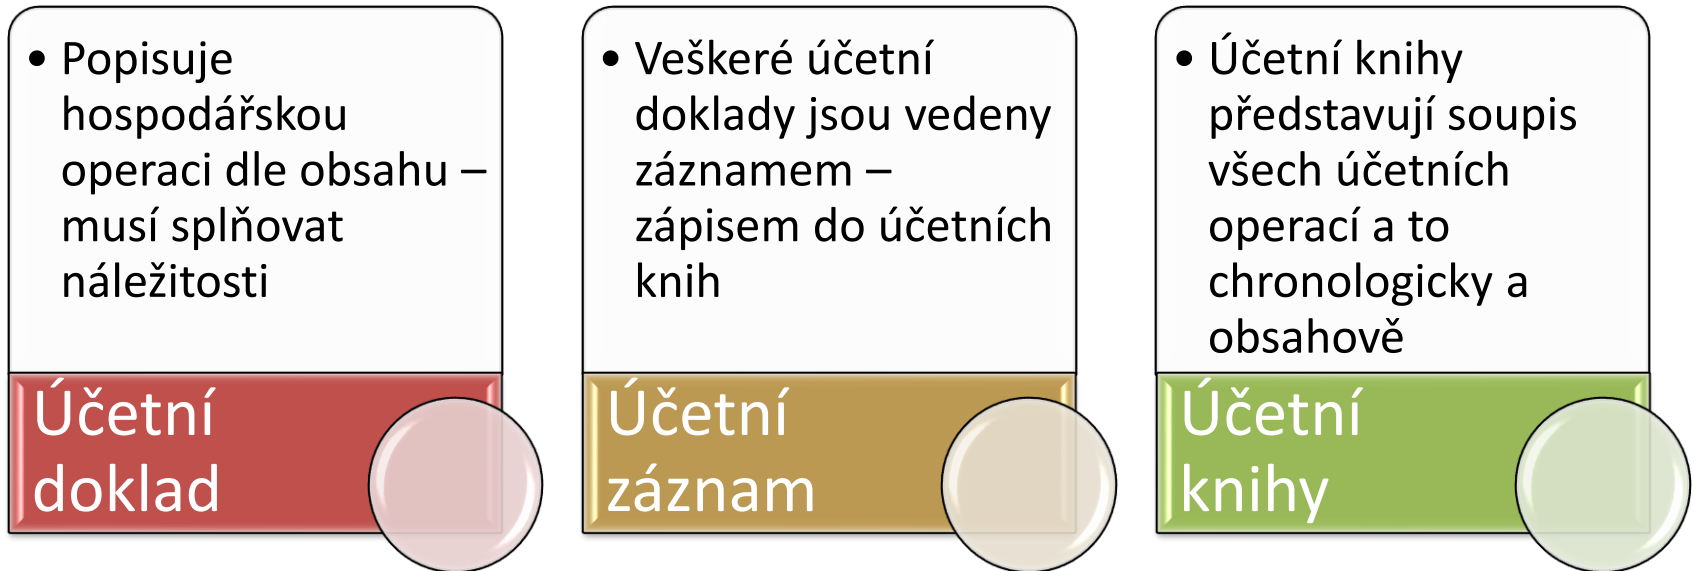 • Popisuje
hospodářskou
operaci dle obsahu –
musí splňovat
náležitosti
Účetní
doklad
• Veškeré účetní
doklady jsou vedeny
záznamem –
zápisem do účetních
knih
Účetní
záznam
• Účetní knihy
představují soupis
všech účetních
operací a to
chronologicky a
obsahově
Účetní
knihy